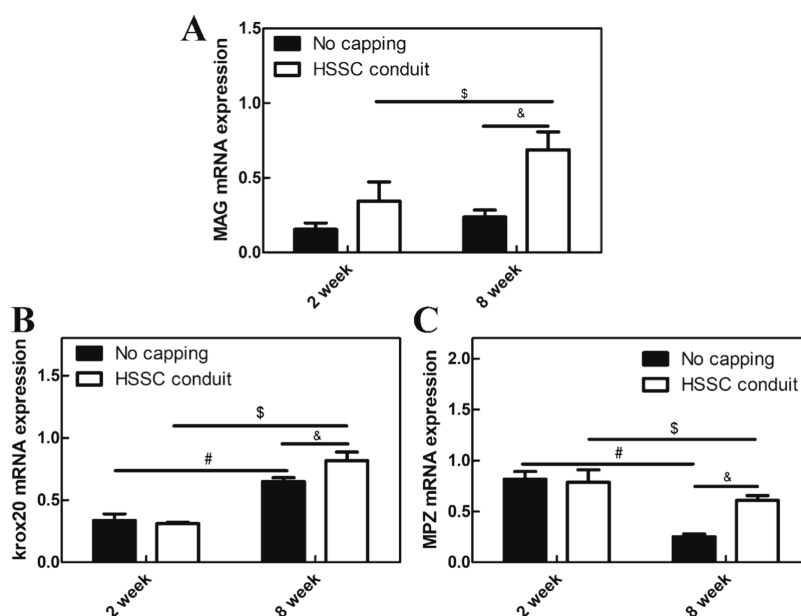 A
MAG mRNA expression
1.5
1.0
0.5
0.0
No capping
HSSC conduit
$
&
2 week
8 week
B
krox20 mRNA expression
1.5
1.0
0.5
0.0
No capping
HSSC conduit
$
&
#
2 week
8 week
C
MPZ mRNA expression
2.0
1.5
1.0
0.5
0.0
No capping
HSSC conduit
$
#
&
2 week
8 week